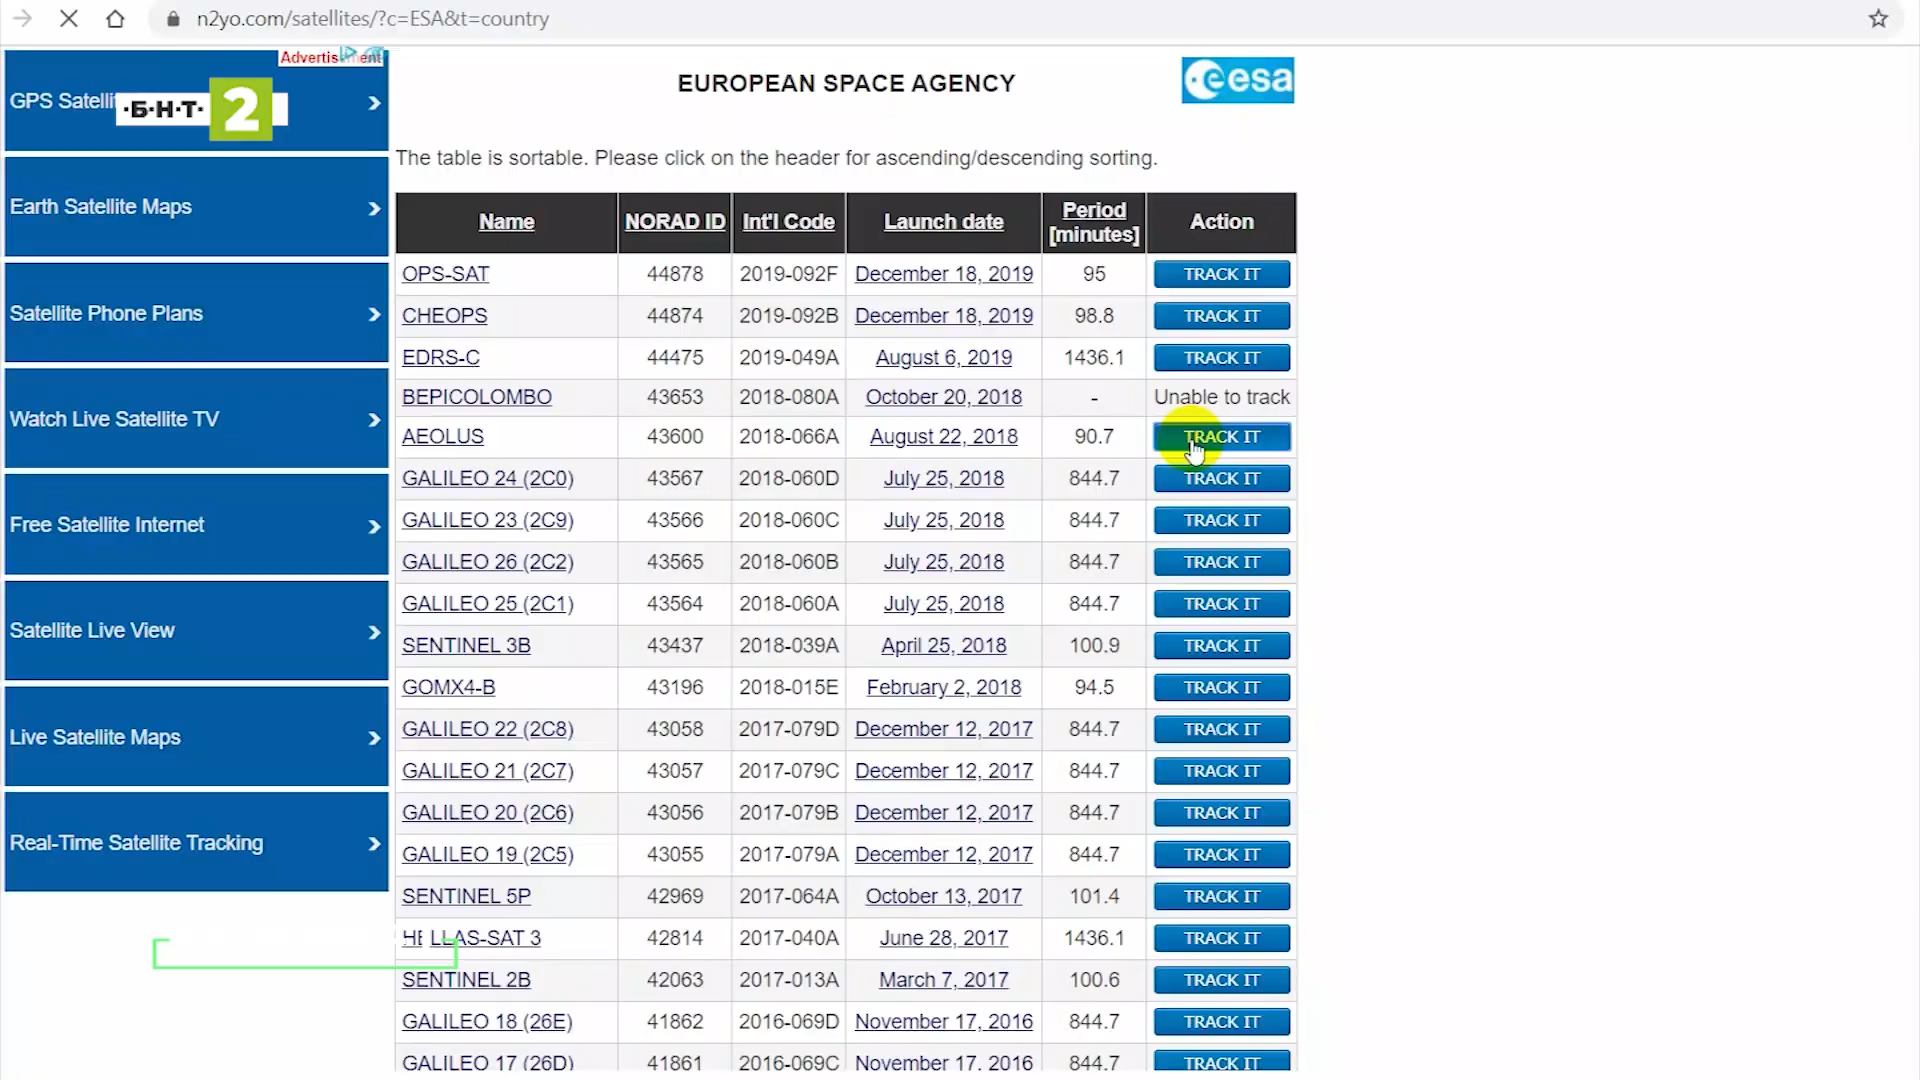 n2yo.com/satellites/?c=ESA&t=country
Advertisment
GPS Satelli
·Б·Н·Т· 2
Earth Satellite Maps
Satellite Phone Plans
Watch Live Satellite TV
Free Satellite Internet
Satellite Live View
Live Satellite Maps
Real-Time Satellite Tracking
EUROPEAN SPACE AGENCY
esa
The table is sortable. Please click on the header for ascending/descending sorting.
Name NORAD ID Int'l Code Launch date Period [minutes] Action
OPS-SAT 44878 2019-092F December 18, 2019 95 TRACK IT
CHEOPS 44874 2019-092B December 18, 2019 98.8 TRACK IT
EDRS-C 44475 2019-049A August 6, 2019 1436.1 TRACK IT
BEPICOLOMBO 43653 2018-080A October 20, 2018 - Unable to track
AEOLUS 43600 2018-066A August 22, 2018 90.7 TRACK IT
GALILEO 24 (2C0) 43567 2018-060D July 25, 2018 844.7 TRACK IT
GALILEO 23 (2C9) 43566 2018-060C July 25, 2018 844.7 TRACK IT
GALILEO 26 (2C2) 43565 2018-060B July 25, 2018 844.7 TRACK IT
GALILEO 25 (2C1) 43564 2018-060A July 25, 2018 844.7 TRACK IT
SENTINEL 3B 43437 2018-039A April 25, 2018 100.9 TRACK IT
GOMX4-B 43196 2018-015E February 2, 2018 94.5 TRACK IT
GALILEO 22 (2C8) 43058 2017-079D December 12, 2017 844.7 TRACK IT
GALILEO 21 (2C7) 43057 2017-079C December 12, 2017 844.7 TRACK IT
GALILEO 20 (2C6) 43056 2017-079B December 12, 2017 844.7 TRACK IT
GALILEO 19 (2C5) 43055 2017-079A December 12, 2017 844.7 TRACK IT
SENTINEL 5P 42969 2017-064A October 13, 2017 101.4 TRACK IT
HELLAS-SAT 3 42814 2017-040A June 28, 2017 1436.1 TRACK IT
SENTINEL 2B 42063 2017-013A March 7, 2017 100.6 TRACK IT
GALILEO 18 (26E) 41862 2016-069D November 17, 2016 844.7 TRACK IT
GALILEO 17 (26D) 41861 2016-069C November 17, 2016 844.7 TRACK IT